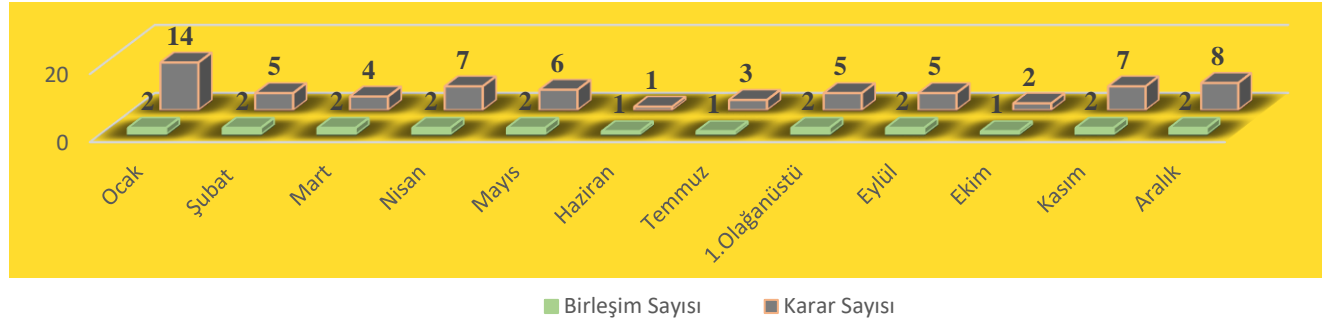 14
5
4
7
6
1
3
5
5
2
7
8
20
2 2 2 2 2 1 1 2 2 1 2 2
0
Ocak
Şubat
Mart
Nisan
Mayıs
Haziran
Temmuz
1.Olağanüstü
Eylül
Ekim
Kasım
Aralık
Birleşim Sayısı Karar Sayısı